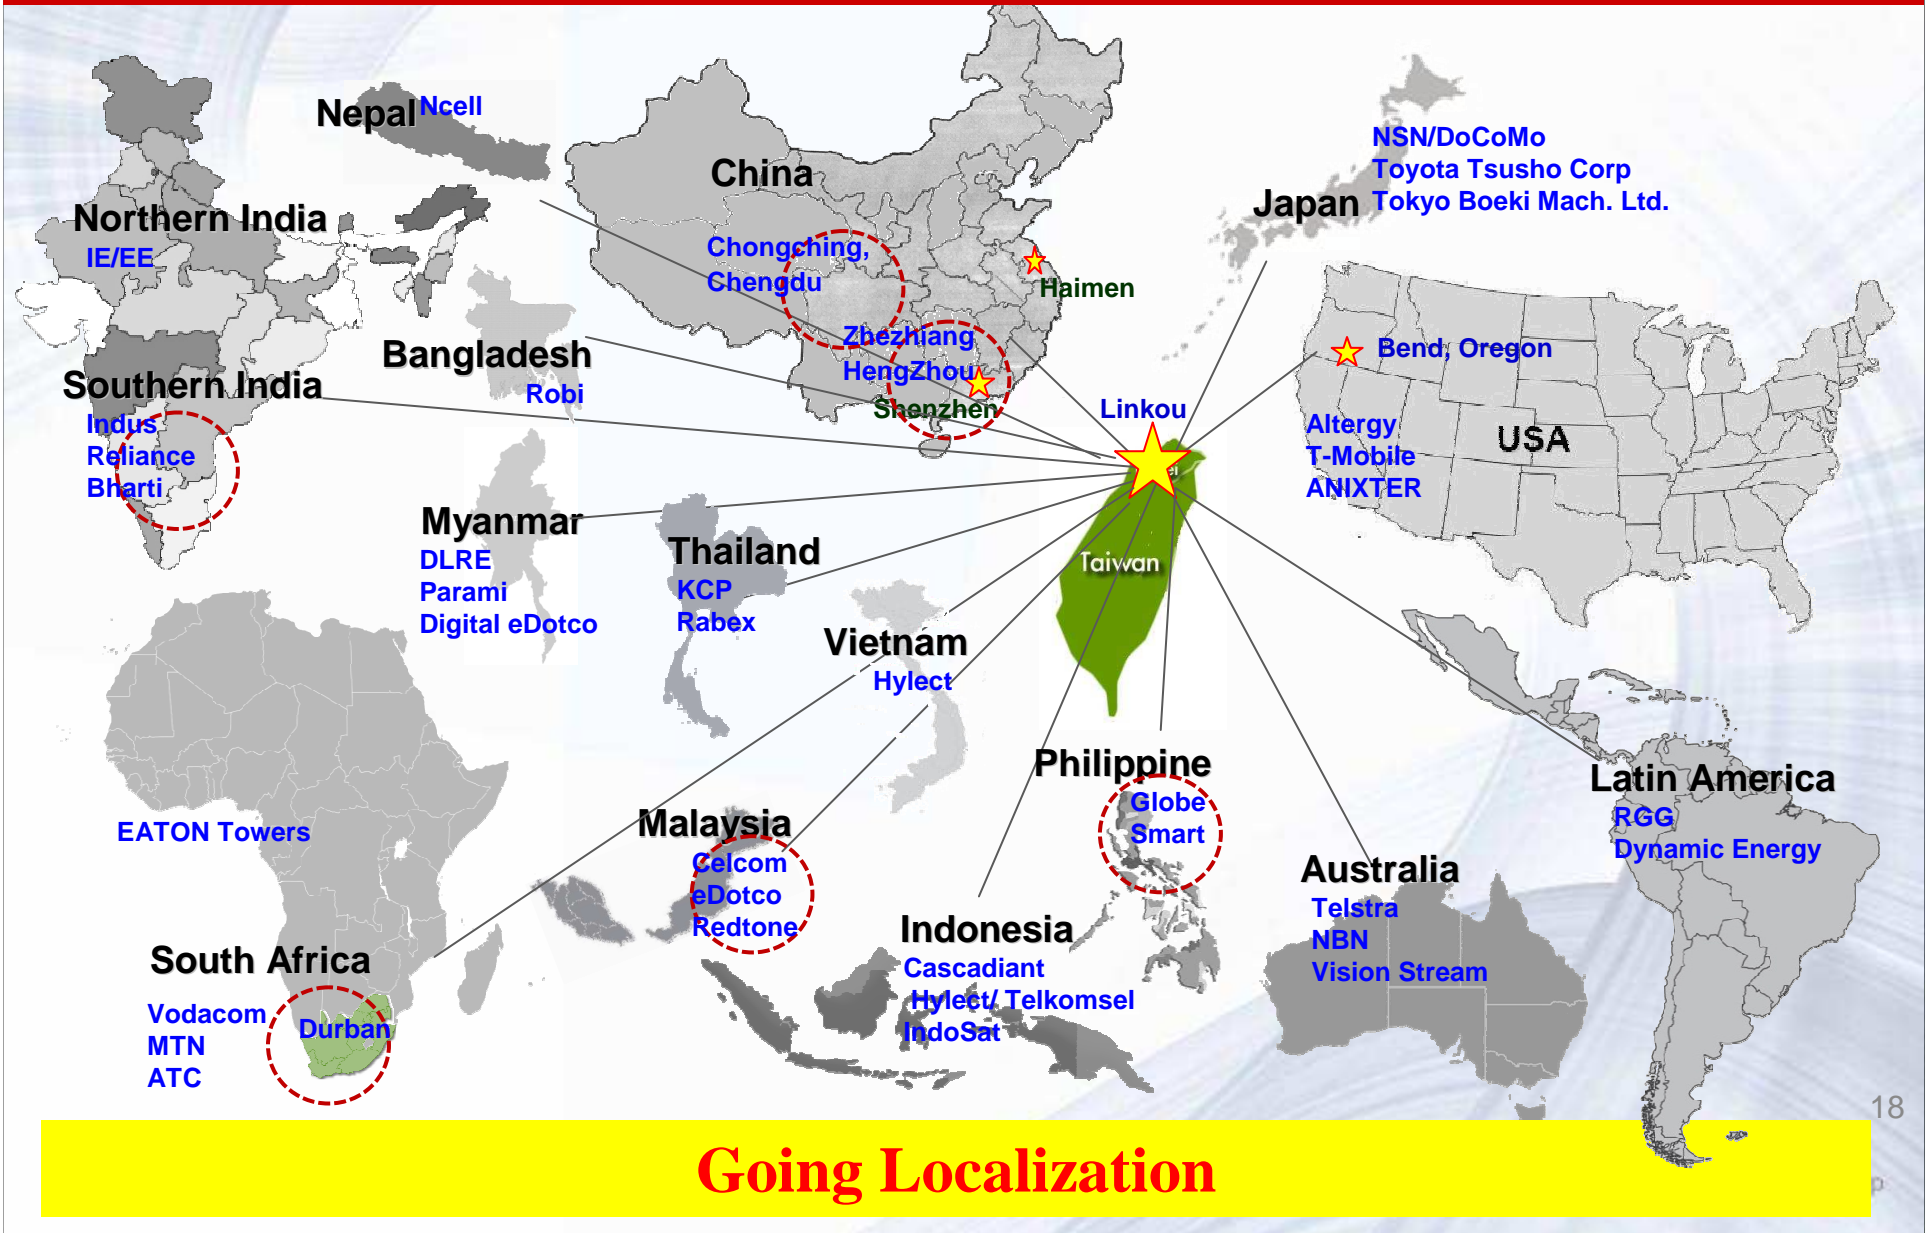 Nepal
Ncell
China
NSN/DoCoMo
Toyota Tsusho Corp
Tokyo Boeki Mach. Ltd.
Japan
Northern India
IE/EE
Chongching,
Chengdu
Haimen
Zhezhiang
HengZhou
Shenzhen
Bangladesh
Robi
Bend, Oregon
Southern India
Indus
Reliance
Bharti
Linkou
Altergy
T-Mobile
ANIXTER
USA
Myanmar
DLRE
Parami
Digital eDotco
Thailand
KCP
Rabex
Taiwan
Vietnam
Hylect
Philippine
Globe
Smart
Latin America
RGG
Dynamic Energy
EATON Towers
Malaysia
Celcom
eDotco
Redtone
Australia
Telstra
NBN
Vision Stream
Indonesia
Cascadiant
Hylect/ Telkomsel
IndoSat
South Africa
Vodacom
MTN
ATC
Durban
18
Going Localization